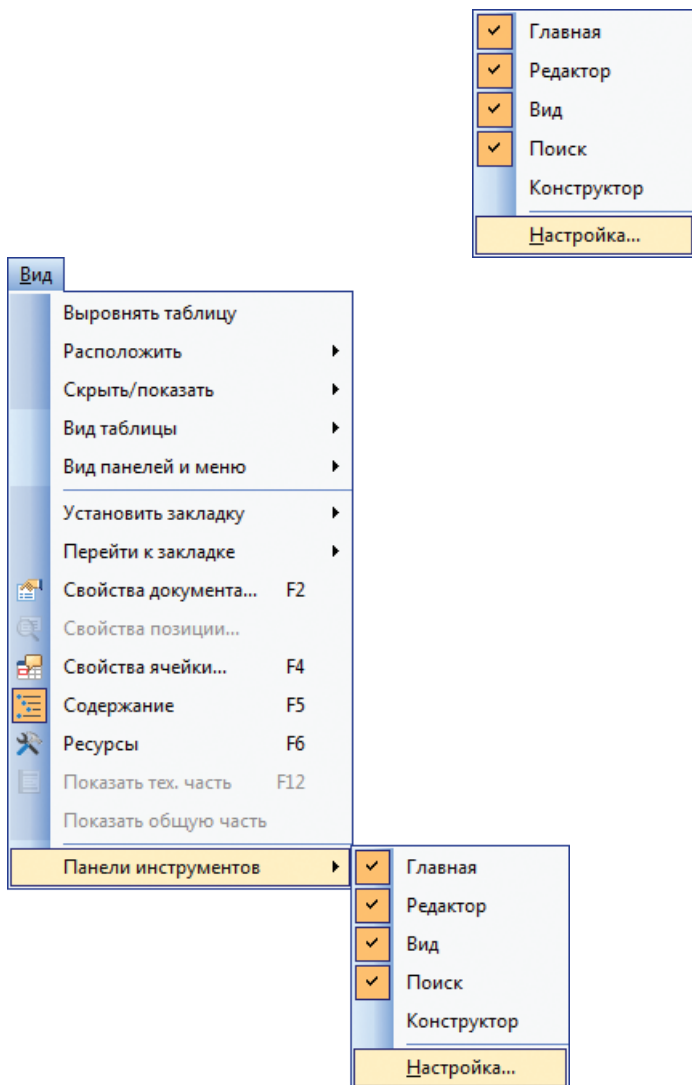 Главная
Редактор
Вид
Поиск
Конструктор
Настройка...
Вид
Выровнять таблицу
Расположить
Скрыть/показать
Вид таблицы
Вид панелей и меню
Установить закладку
Перейти к закладке
Свойства документа... F2
Свойства позиции...
Свойства ячейки... F4
Содержание F5
Ресурсы F6
Показать тех. часть F12
Показать общую часть
Панели инструментов
Главная
Редактор
Вид
Поиск
Конструктор
Настройка...